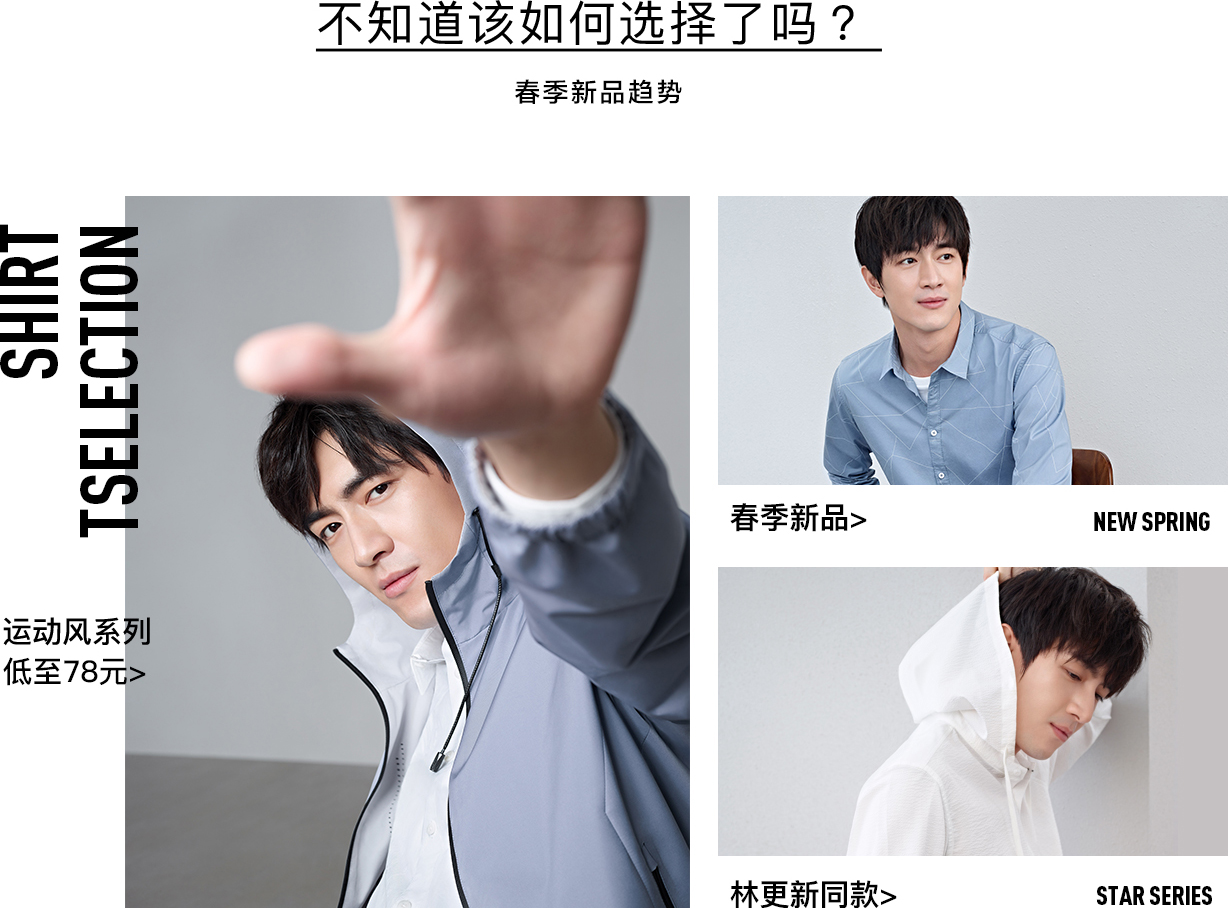 不知道该如何选择了吗？
春季新品趋势
SHIRT
TSELECTION
运动风系列
低至78元>
春季新品>
NEW SPRING
林更新同款>
STAR SERIES